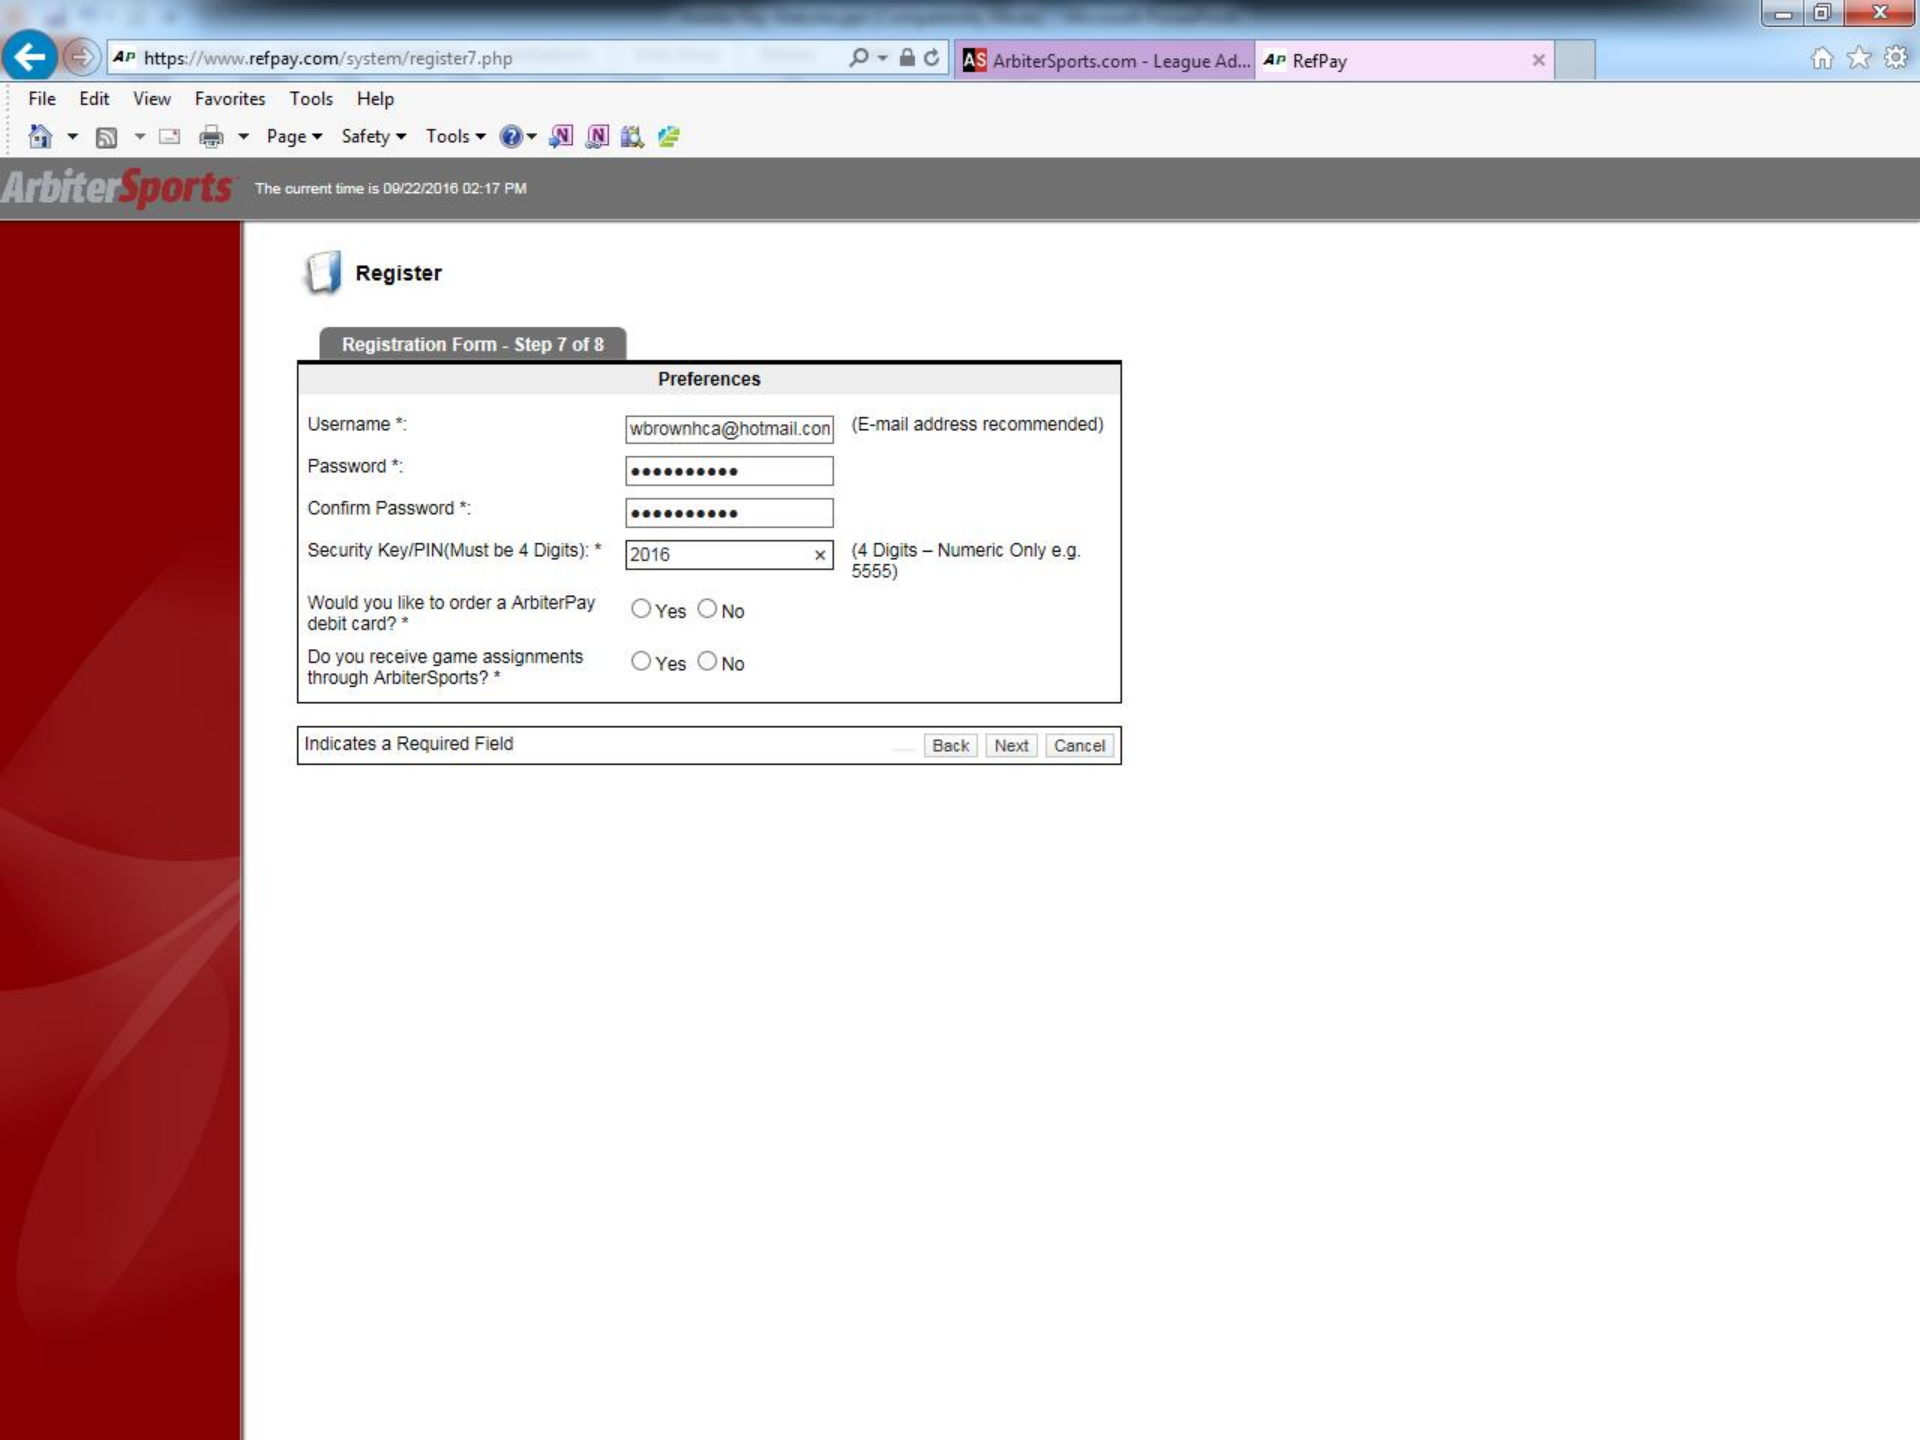 https://www.refpay.com/system/register7.php
AS ArbiterSports.com - League Ad...
AP RefPay
File Edit View Favorites Tools Help
Page Safety Tools
ArbiterSports The current time is 09/22/2016 02:17 PM
Register
Registration Form - Step 7 of 8
Preferences
Username *: wbrownhca@hotmail.con (E-mail address recommended)
Password *: ••••••••••
Confirm Password *: ••••••••••
Security Key/PIN(Must be 4 Digits): * 2016 (4 Digits – Numeric Only e.g.
5555)
Would you like to order a ArbiterPay
debit card? * Yes No
Do you receive game assignments
through ArbiterSports? * Yes No
Indicates a Required Field Back Next Cancel